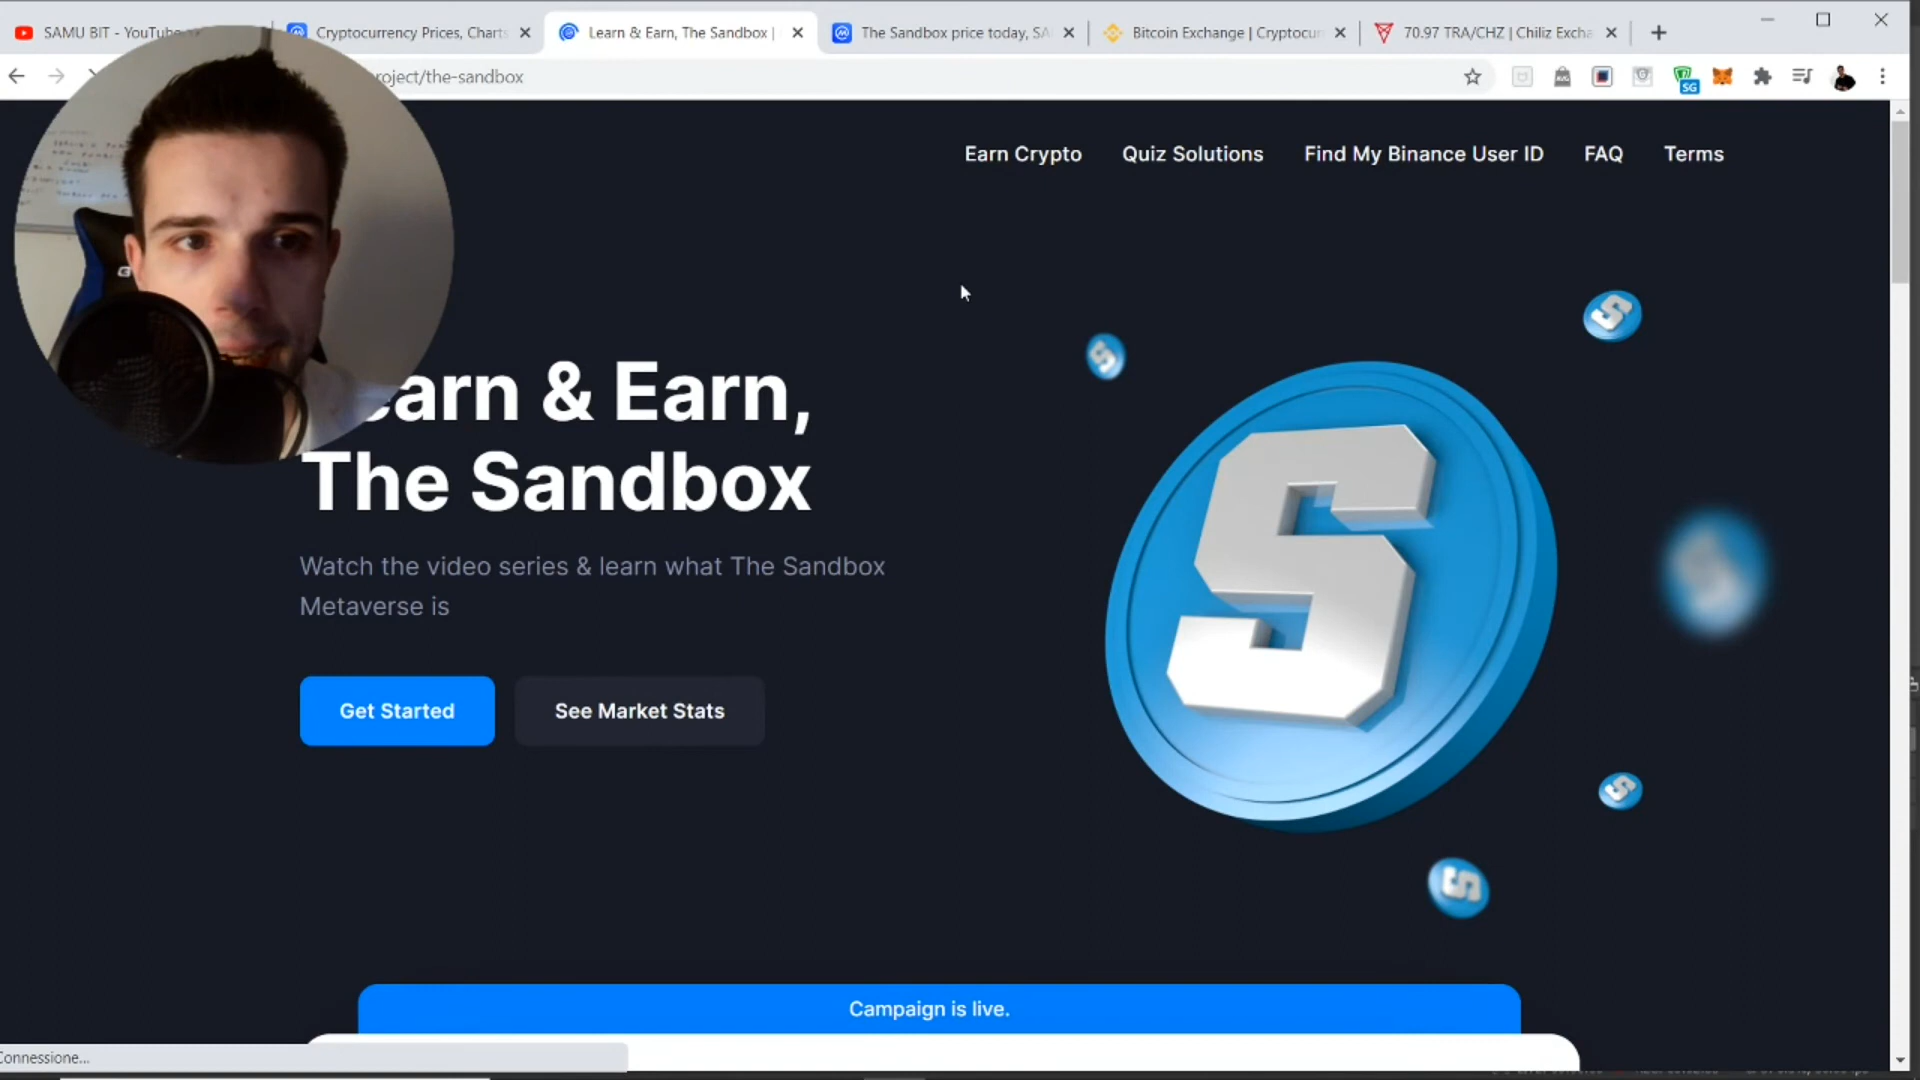 SAMU BIT - YouTube
Cryptocurrency Prices, Charts
Learn & Earn, The Sandbox |
The Sandbox price today, SA
Bitcoin Exchange | Cryptocur
70.97 TRA/CHZ | Chiliz Excha
roject/the-sandbox
SG
Earn Crypto
Quiz Solutions
Find My Binance User ID
FAQ
Terms
earn & Earn,
The Sandbox
Watch the video series & learn what The Sandbox
Metaverse is
Get Started
See Market Stats
Campaign is live.
Connessione...